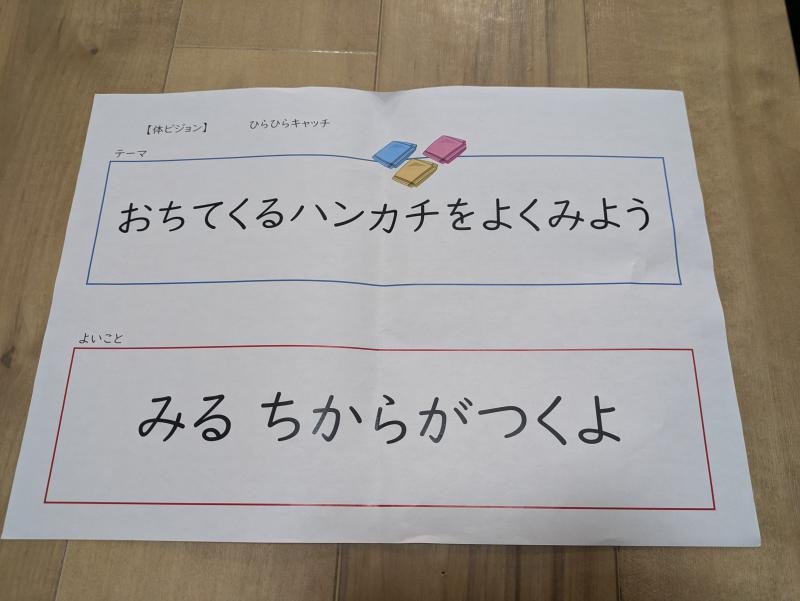 【体ビジョン】 ひらひらキャッチ
テーマ
おちてくるハンカチをよくみよう
よいこと
みる ちからがつくよ